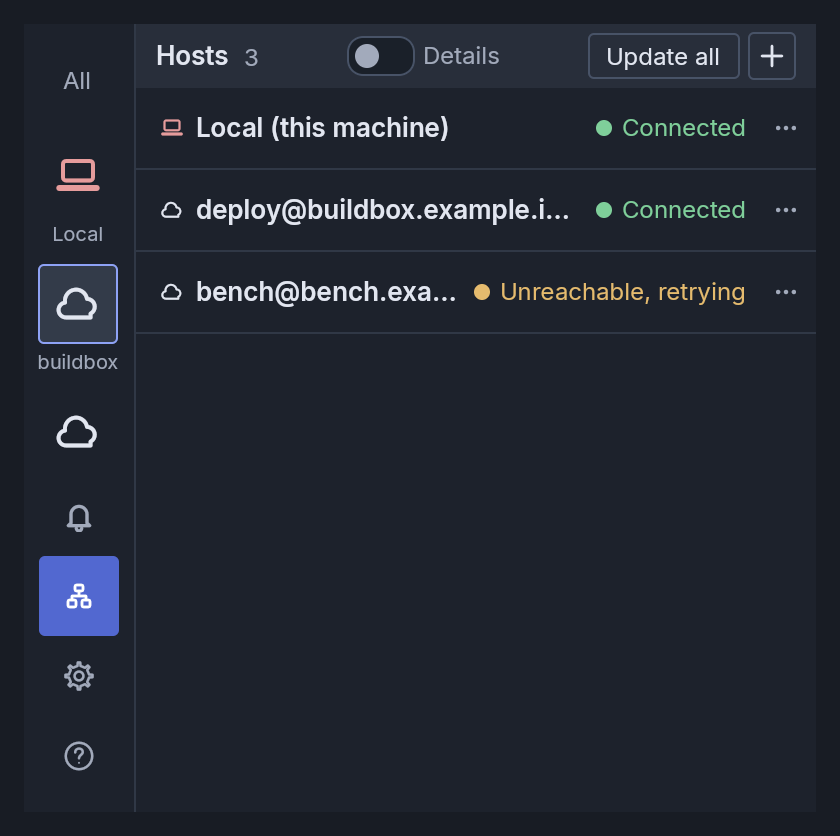 All
Local
buildbox
Hosts 3 Details Update all
Local (this machine) Connected
deploy@buildbox.example.i... Connected
bench@bench.exa... Unreachable, retrying